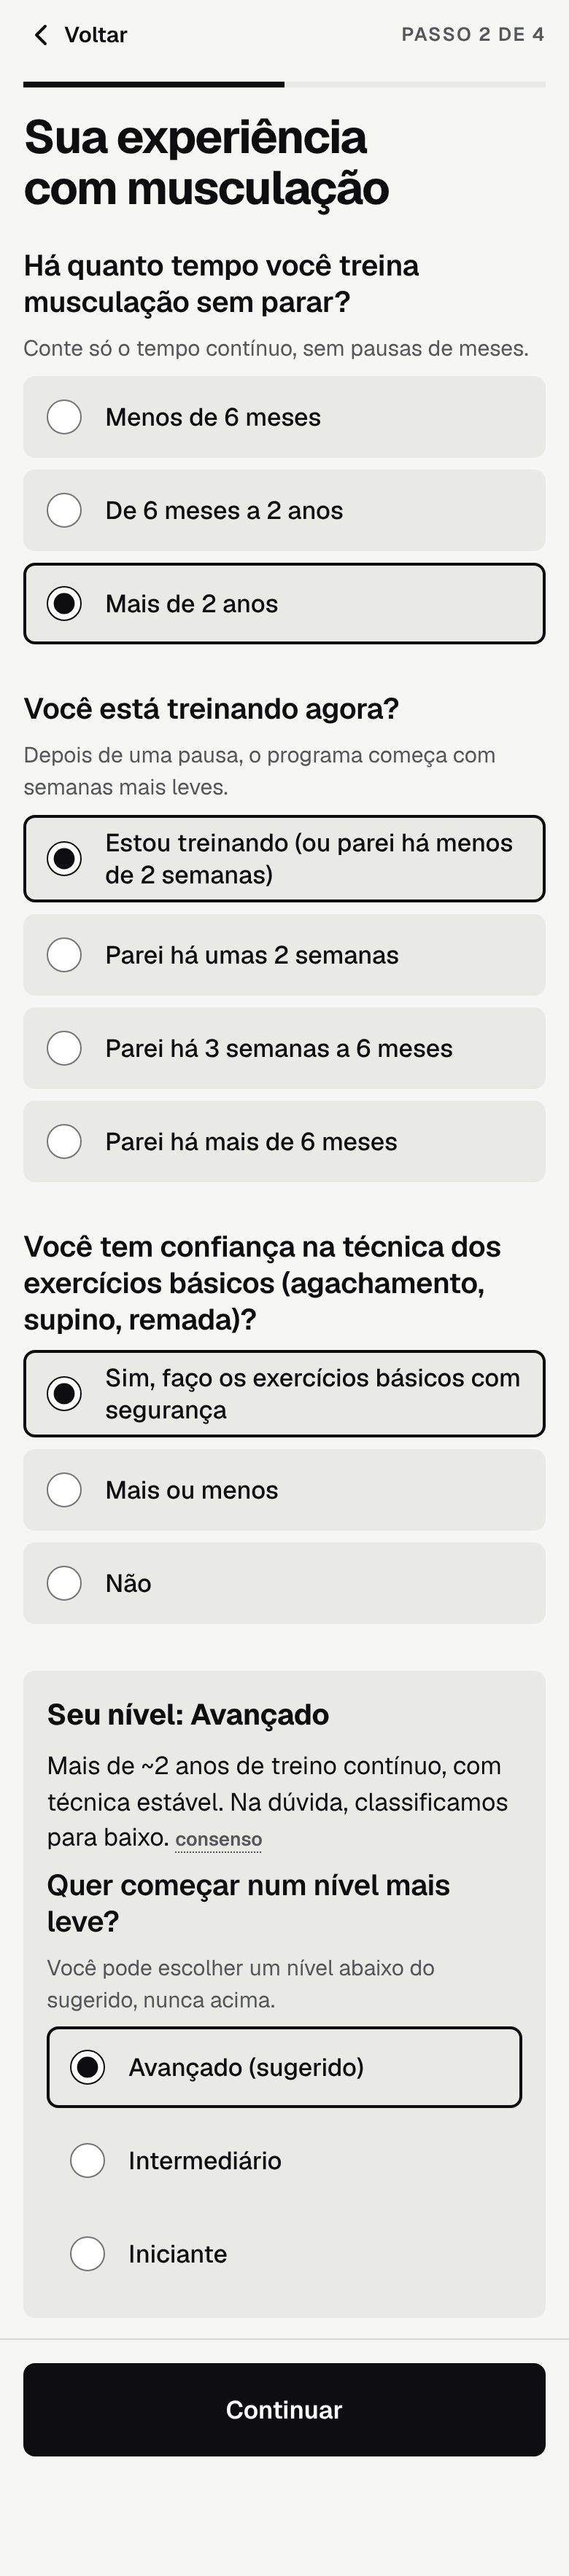 Voltar
PASSO 2 DE 4
Sua experiência
com musculação
Há quanto tempo você treina
musculação sem parar?
Conte só o tempo contínuo, sem pausas de meses.
Menos de 6 meses
De 6 meses a 2 anos
Mais de 2 anos
Você está treinando agora?
Depois de uma pausa, o programa começa com
semanas mais leves.
Estou treinando (ou parei há menos
de 2 semanas)
Parei há umas 2 semanas
Parei há 3 semanas a 6 meses
Parei há mais de 6 meses
Você tem confiança na técnica dos
exercícios básicos (agachamento,
supino, remada)?
Sim, faço os exercícios básicos com
segurança
Mais ou menos
Não
Seu nível: Avançado
Mais de ~2 anos de treino contínuo, com
técnica estável. Na dúvida, classificamos
para baixo. consenso
Quer começar num nível mais
leve?
Você pode escolher um nível abaixo do
sugerido, nunca acima.
Avançado (sugerido)
Intermediário
Iniciante
Continuar